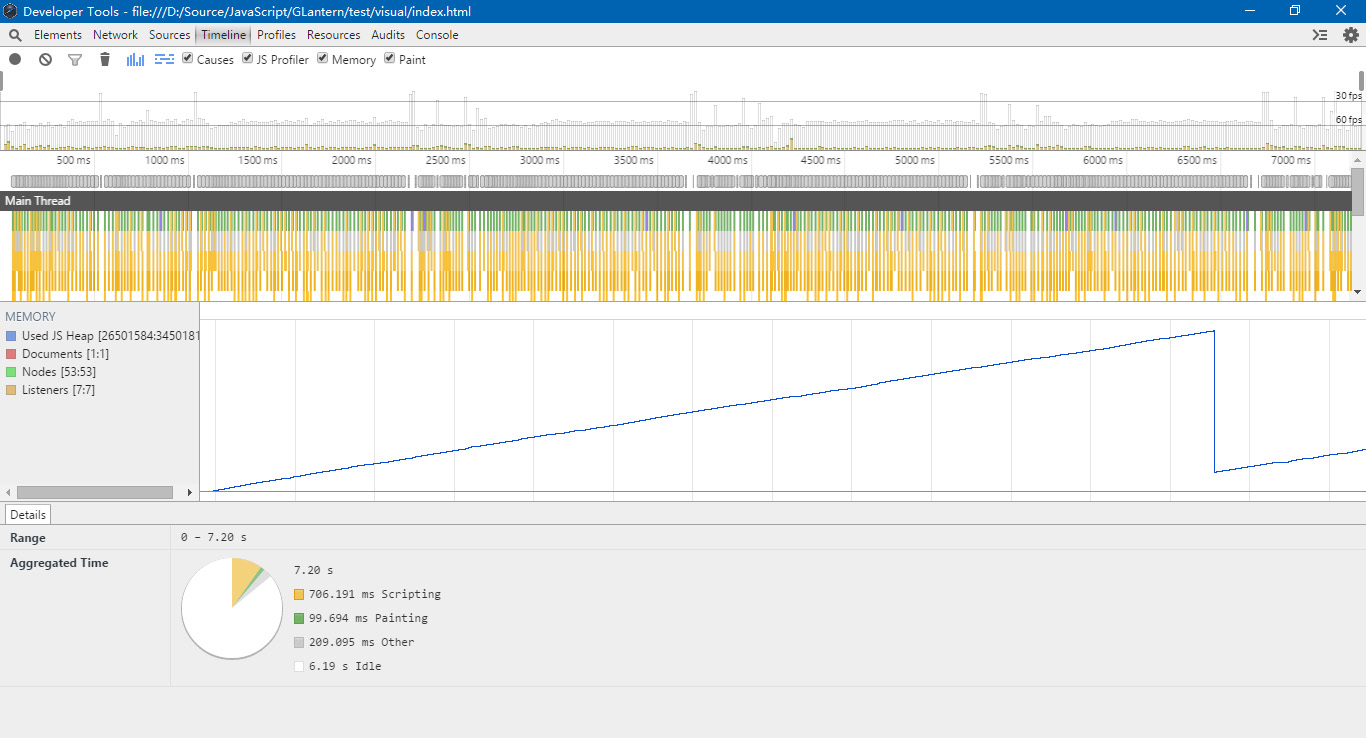 Developer Tools - file:///D:/Source/JavaScript/GLantern/test/visual/index.html
Elements Network Sources Timeline Profiles Resources Audits Console
Causes JS Profiler Memory Paint
30 fps
60 fps
500 ms 1000 ms 1500 ms 2000 ms 2500 ms 3000 ms 3500 ms 4000 ms 4500 ms 5000 ms 5500 ms 6000 ms 6500 ms 7000 ms
Main Thread
MEMORY
Used JS Heap [26501584:3450181
Documents [1:1]
Nodes [53:53]
Listeners [7:7]
Details
Range 0 – 7.20 s
Aggregated Time
7.20 s
706.191 ms Scripting
99.694 ms Painting
209.095 ms Other
6.19 s Idle